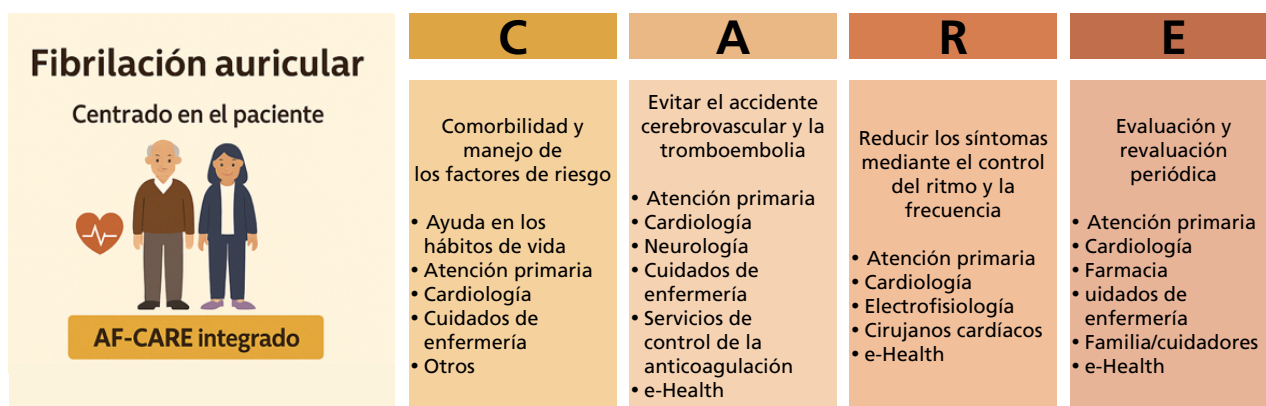 Fibrilación auricular
Centrado en el paciente
AF-CARE integrado
C
Comorbilidad y
manejo de
los factores de riesgo
• Ayuda en los
hábitos de vida
• Atención primaria
• Cardiología
• Cuidados de
enfermería
• Otros
A
Evitar el accidente
cerebrovascular y la
tromboembolia
• Atención primaria
• Cardiología
• Neurología
• Cuidados de
enfermería
• Servicios de
control de la
anticoagulación
• e-Health
R
Reducir los síntomas
mediante el control
del ritmo y la
frecuencia
• Atención primaria
• Cardiología
• Electrofisiología
• Cirujanos cardíacos
• e-Health
E
Evaluación y
revaluación
periódica
• Atención primaria
• Cardiología
• Farmacia
• uidados de
enfermería
• Familia/cuidadores
• e-Health